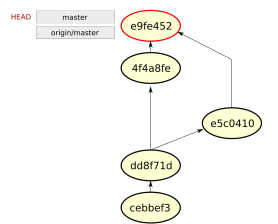 HEAD master e9fe452
origin/master
4f4a8fe
e5c0410
dd8f71d
cebbef3